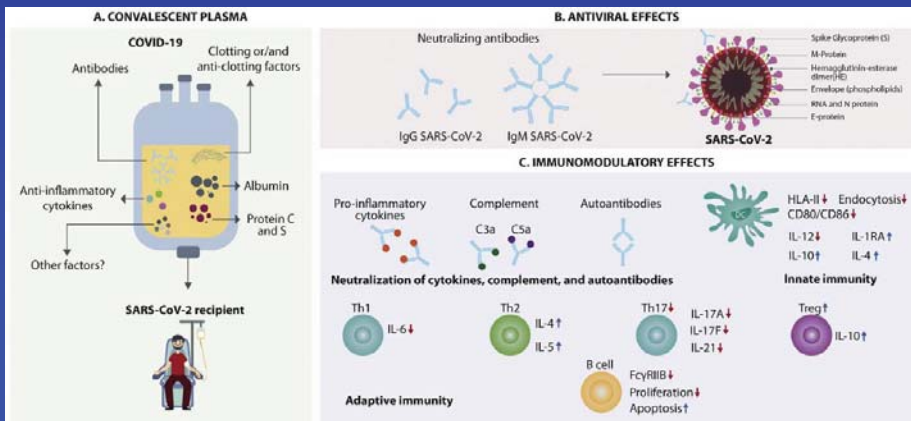 A. CONVALESCENT PLASMA
COVID-19
Antibodies
Clotting or/and
anti-clotting factors
Anti-inflammatory
cytokines
Albumin
Protein C
and S
Other factors?
SARS-CoV-2 recipient
B. ANTIVIRAL EFFECTS
Neutralizing antibodies
IgG SARS-CoV-2
IgM SARS-CoV-2
Spike Glycoprotein (S)
M-Protein
Hemagglutinin-esterase
dimer(HE)
Envelope (phospholipids)
RNA and N protein
E-protein
SARS-CoV-2
C. IMMUNOMODULATORY EFFECTS
Pro-inflammatory
cytokines
Complement
C3a
C5a
Autoantibodies
DC
HLA-II↓ Endocytosis↓
CD80/CD86↓
IL-12↓ IL-1RA↑
IL-10↑ IL-4↑
Neutralization of cytokines, complement, and autoantibodies
Innate immunity
Th1
IL-6↓
Th2
IL-4↑
IL-5↑
Th17↓
IL-17A↓
IL-17F↓
IL-21↓
Treg↑
IL-10↑
B cell
FcγRIIB↓
Proliferation↓
Apoptosis↑
Adaptive immunity